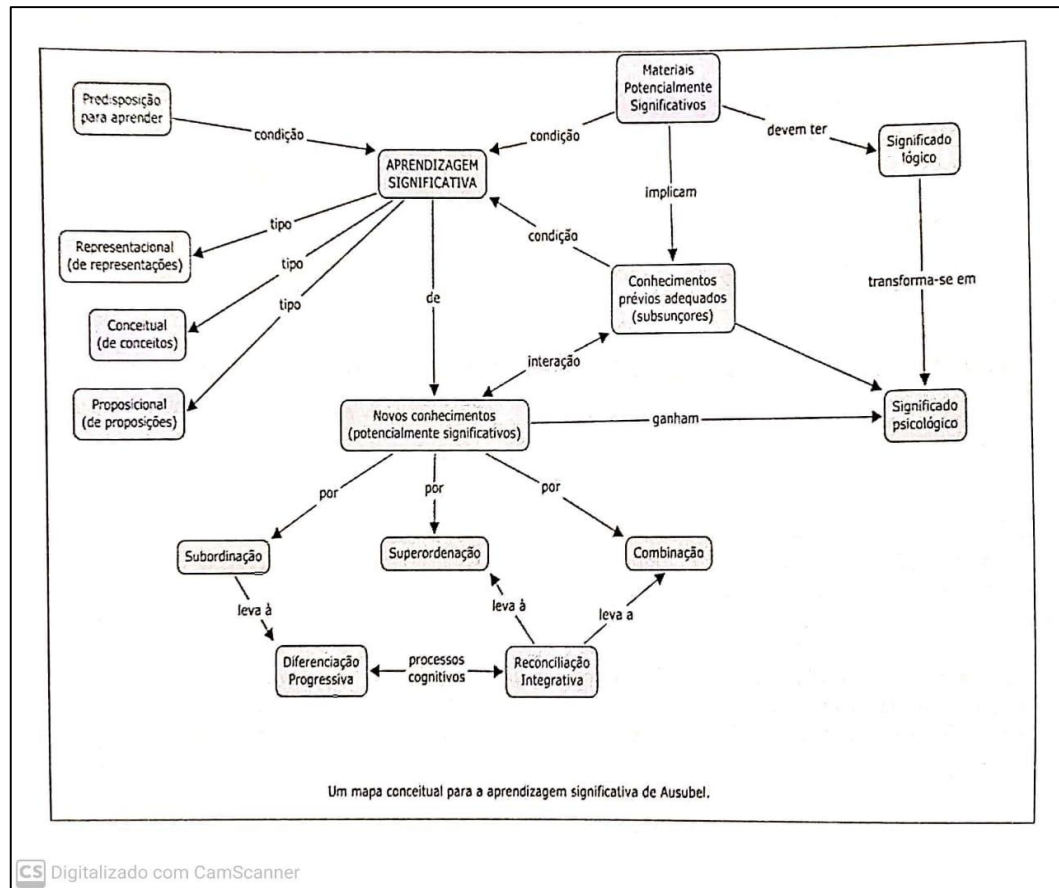 Predisposição
para aprender
Materiais
Potencialmente
Significativos
condição
condição
devem ter
Significado
lógico
APRENDIZAGEM
SIGNIFICATIVA
implicam
tipo
condição
Representacional
(de representações)
tipo
Conhecimentos
prévios adequados
(subsunçores)
transforma-se em
de
tipo
Conceitual
(de conceitos)
interação
Proposicional
(de proposições)
Novos conhecimentos
(potencialmente significativos)
ganham
Significado
psicológico
por
por
por
Subordinação
Superordenação
Combinação
leva à
leva à
leva a
Diferenciação
Progressiva
processos
cognitivos
Reconciliação
Integrativa
Um mapa conceitual para a aprendizagem significativa de Ausubel.
CS Digitalizado com CamScanner